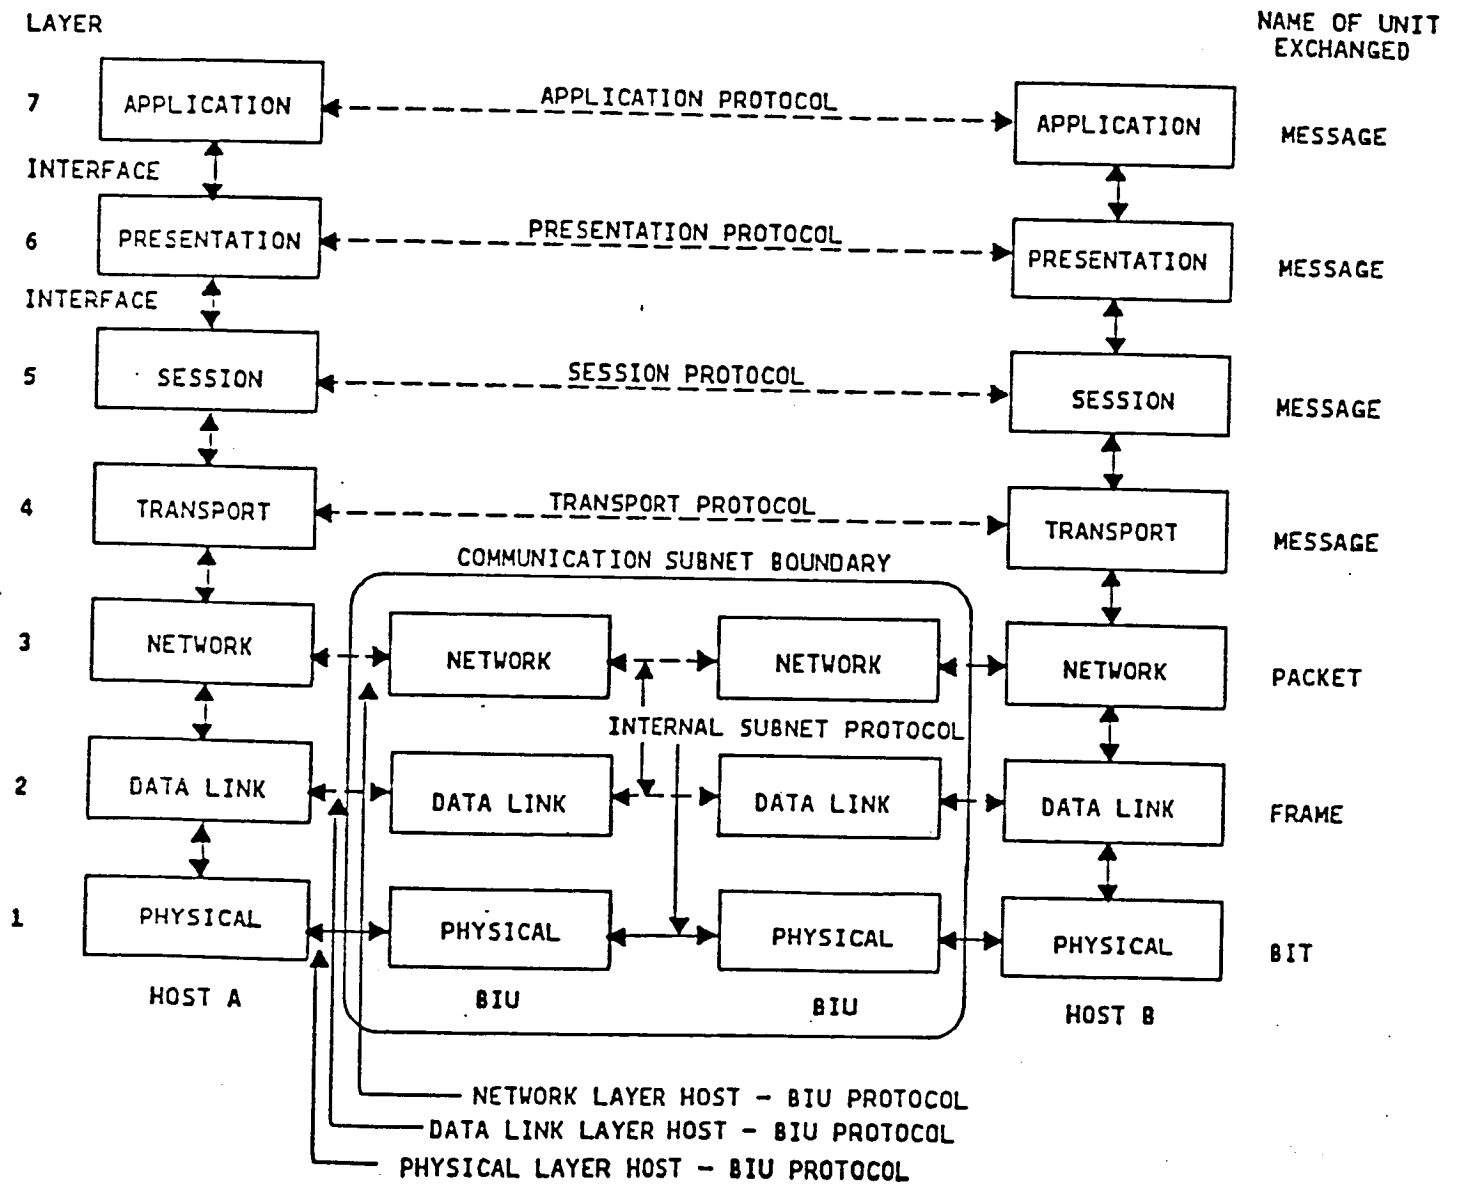 LAYER
NAME OF UNIT
EXCHANGED
7
APPLICATION
APPLICATION PROTOCOL
APPLICATION
MESSAGE
INTERFACE
6
PRESENTATION
PRESENTATION PROTOCOL
PRESENTATION
MESSAGE
INTERFACE
5
SESSION
SESSION PROTOCOL
SESSION
MESSAGE
4
TRANSPORT
TRANSPORT PROTOCOL
TRANSPORT
MESSAGE
COMMUNICATION SUBNET BOUNDARY
3
NETWORK
NETWORK
NETWORK
NETWORK
PACKET
INTERNAL SUBNET PROTOCOL
2
DATA LINK
DATA LINK
DATA LINK
DATA LINK
FRAME
1
PHYSICAL
PHYSICAL
PHYSICAL
PHYSICAL
BIT
HOST A
BIU
BIU
HOST B
NETWORK LAYER HOST - BIU PROTOCOL
DATA LINK LAYER HOST - BIU PROTOCOL
PHYSICAL LAYER HOST - BIU PROTOCOL